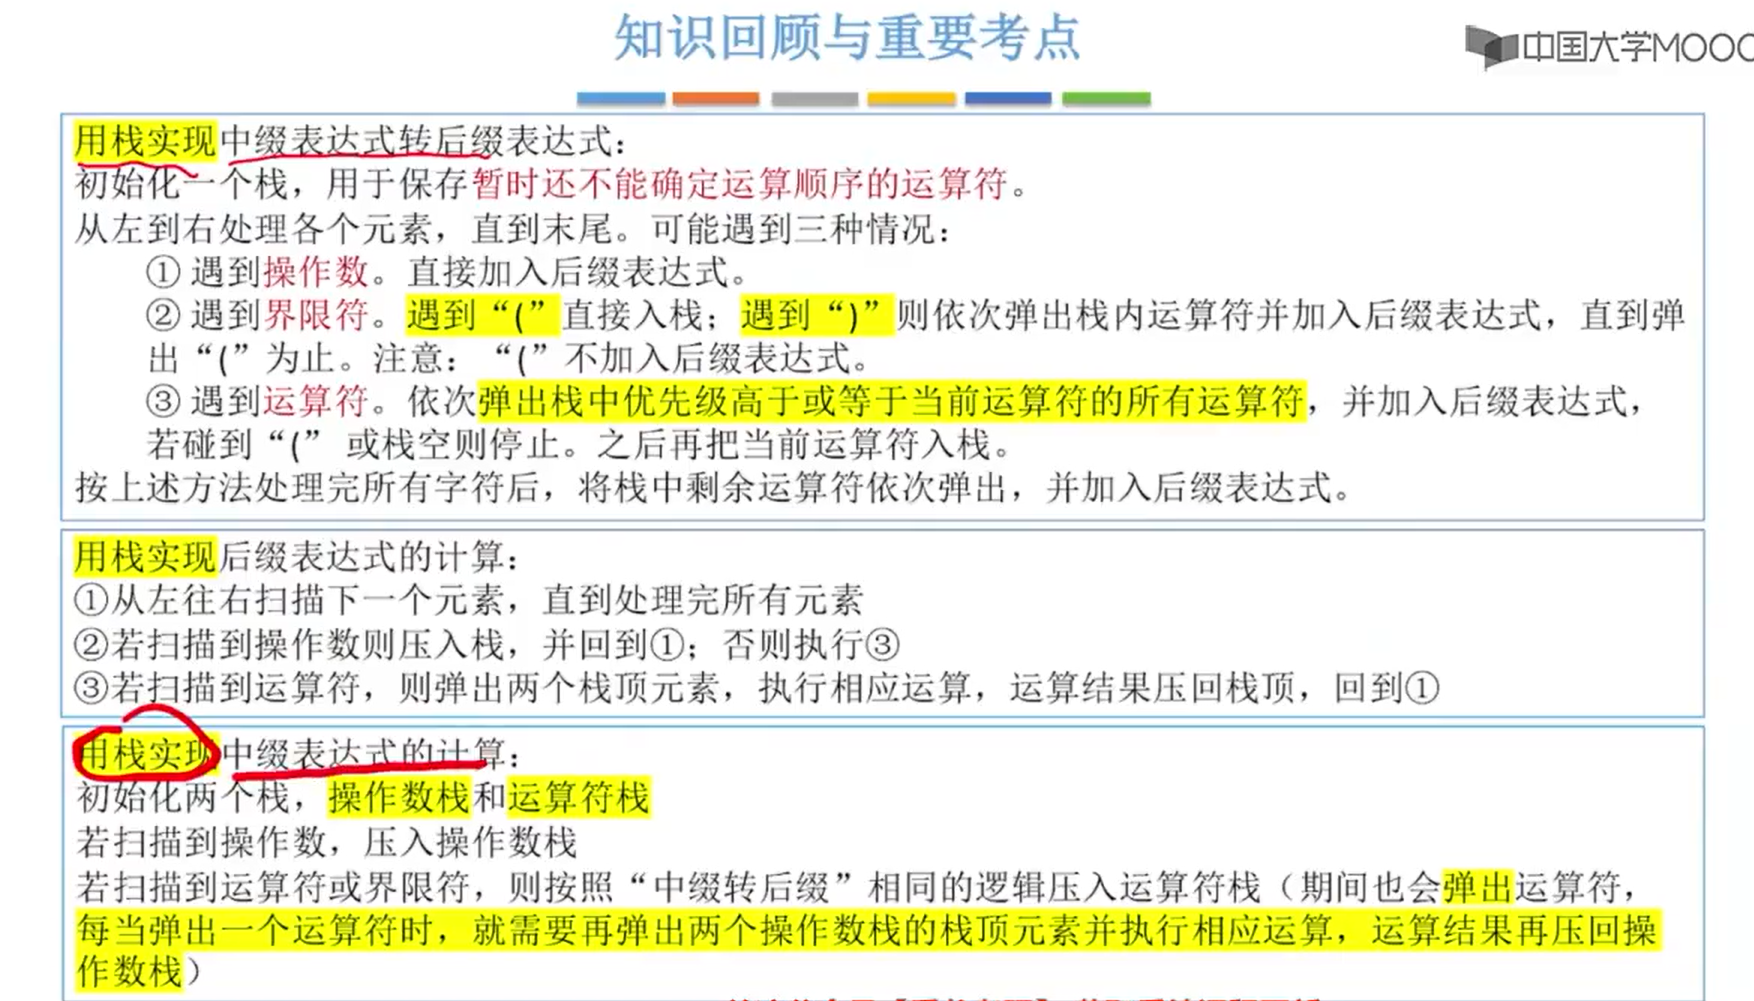 知识回顾与重要考点
中国大学MOOC
用栈实现中缀表达式转后缀表达式：
初始化一个栈，用于保存暂时还不能确定运算顺序的运算符。
从左到右处理各个元素，直到末尾。可能遇到三种情况：
① 遇到操作数。直接加入后缀表达式。
② 遇到界限符。遇到“(”直接入栈；遇到“)”则依次弹出栈内运算符并加入后缀表达式，直到弹
出“(”为止。注意：“(”不加入后缀表达式。
③ 遇到运算符。依次弹出栈中优先级高于或等于当前运算符的所有运算符，并加入后缀表达式，
若碰到“(” 或栈空则停止。之后再把当前运算符入栈。
按上述方法处理完所有字符后，将栈中剩余运算符依次弹出，并加入后缀表达式。
用栈实现后缀表达式的计算：
①从左往右扫描下一个元素，直到处理完所有元素
②若扫描到操作数则压入栈，并回到①；否则执行③
③若扫描到运算符，则弹出两个栈顶元素，执行相应运算，运算结果压回栈顶，回到①
用栈实现中缀表达式的计算：
初始化两个栈，操作数栈和运算符栈
若扫描到操作数，压入操作数栈
若扫描到运算符或界限符，则按照“中缀转后缀”相同的逻辑压入运算符栈（期间也会弹出运算符，
每当弹出一个运算符时，就需要再弹出两个操作数栈的栈顶元素并执行相应运算，运算结果再压回操
作数栈）